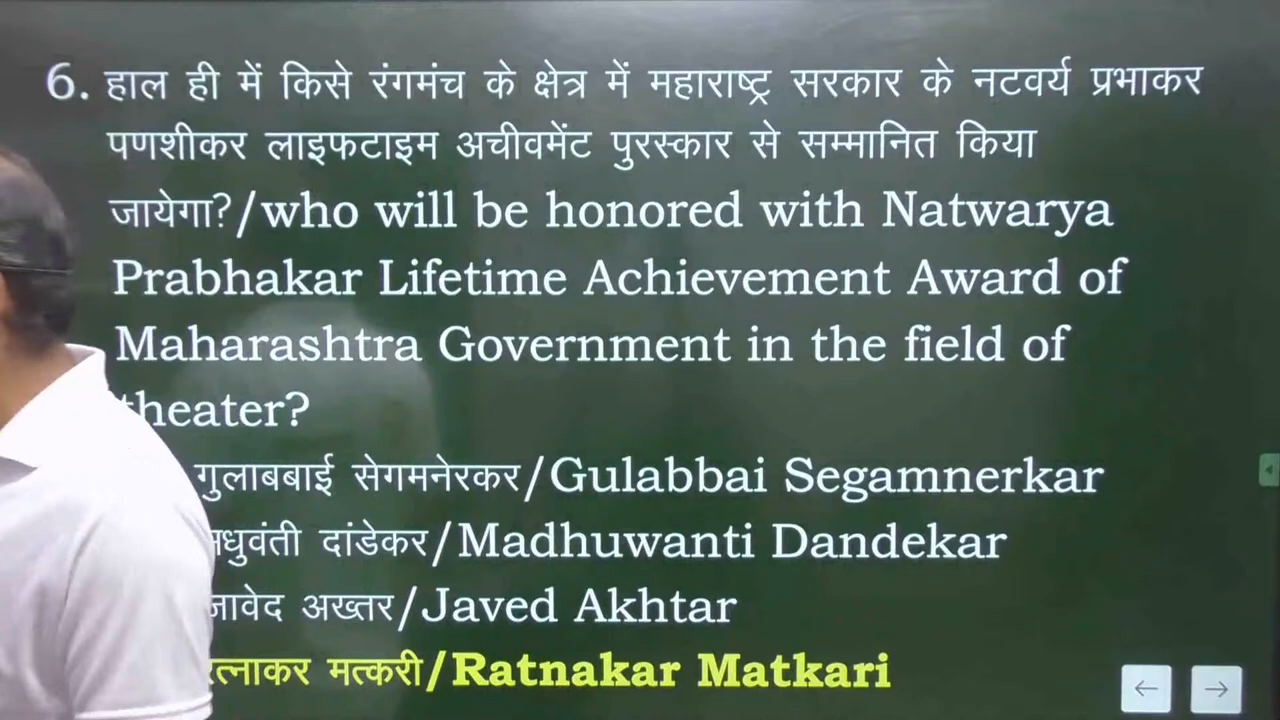 6. हाल ही में किसे रंगमंच के क्षेत्र में महाराष्ट्र सरकार के नटवर्य प्रभाकर
पणशीकर लाइफटाइम अचीवमेंट पुरस्कार से सम्मानित किया
जायेगा?/who will be honored with Natwarya
Prabhakar Lifetime Achievement Award of
Maharashtra Government in the field of
theater?
गुलाबबाई सेगमनेरकर/Gulabbai Segamnerkar
मधुवंती दांडेकर/Madhuwanti Dandekar
जावेद अख्तर/Javed Akhtar
रत्नाकर मत्करी/Ratnakar Matkari